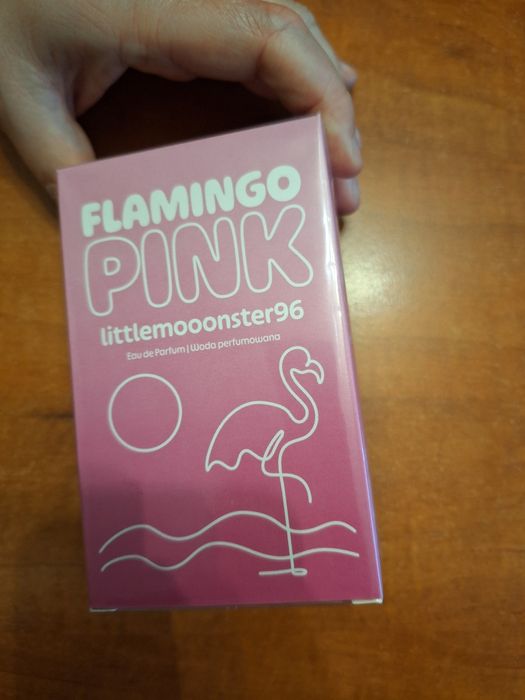 FLAMINGO
PINK
littlemooonster96
Eau de Parfum | Woda perfumowana